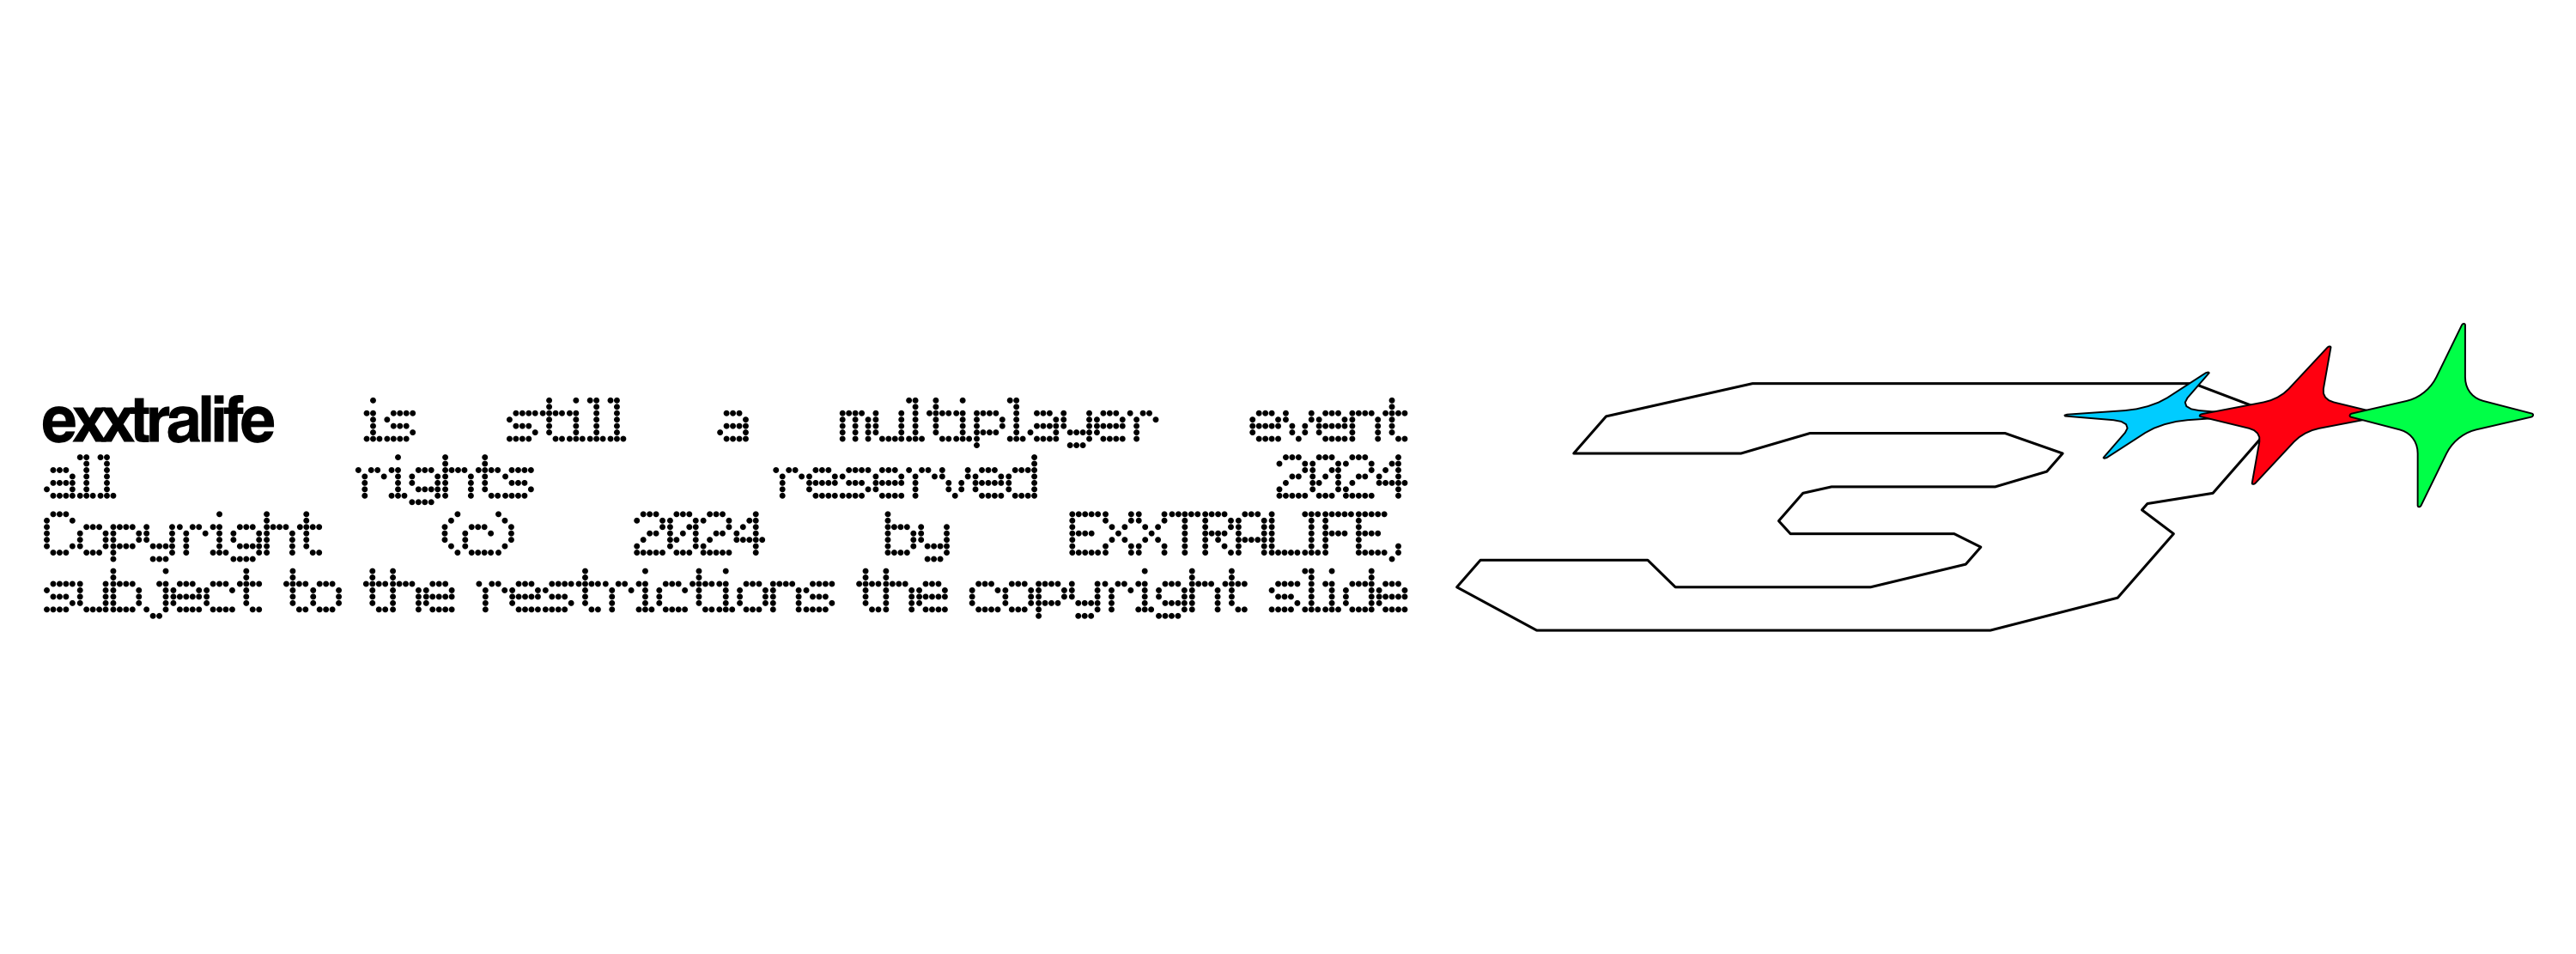 exxtralife is still a multiplayer event
all rights reserved 2024
Copyright (c) 2024 by EXXTRALIFE,
subject to the restrictions the copyright slide
3